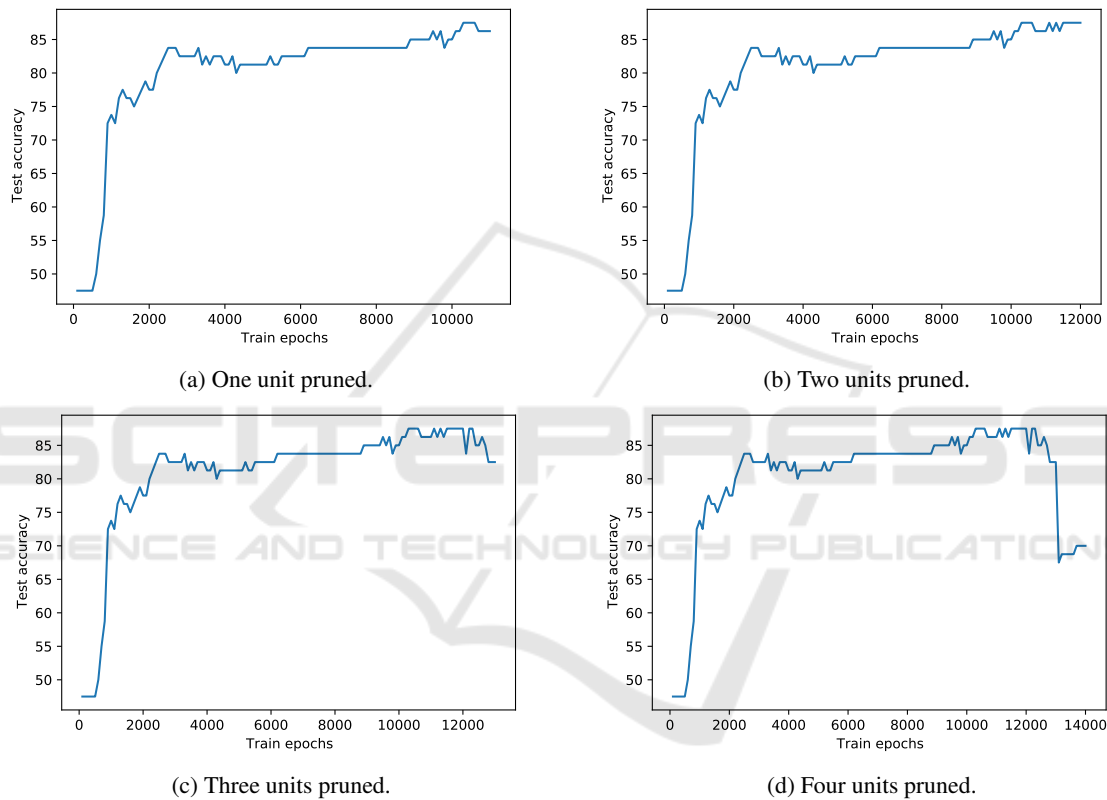 85
80
75
70
65
60
55
50
Test accuracy
0 2000 4000 6000 8000 10000
Train epochs
(a) One unit pruned.
85
80
75
70
65
60
55
50
Test accuracy
0 2000 4000 6000 8000 10000 12000
Train epochs
(b) Two units pruned.
SCITEPRESS
SCIENCE AND TECHNOLOGY PUBLICATIONS
85
80
75
70
65
60
55
50
Test accuracy
0 2000 4000 6000 8000 10000 12000
Train epochs
(c) Three units pruned.
85
80
75
70
65
60
55
50
Test accuracy
0 2000 4000 6000 8000 10000 12000 14000
Train epochs
(d) Four units pruned.